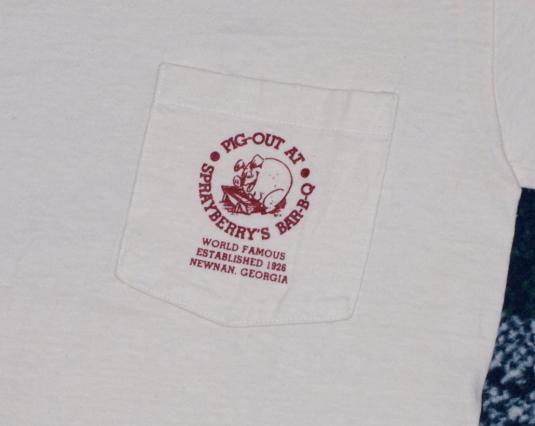 PIG-OUT AT
SPRAYBERRY'S BAR-B-Q
WORLD FAMOUS
ESTABLISHED 1926
NEWNAN, GEORGIA